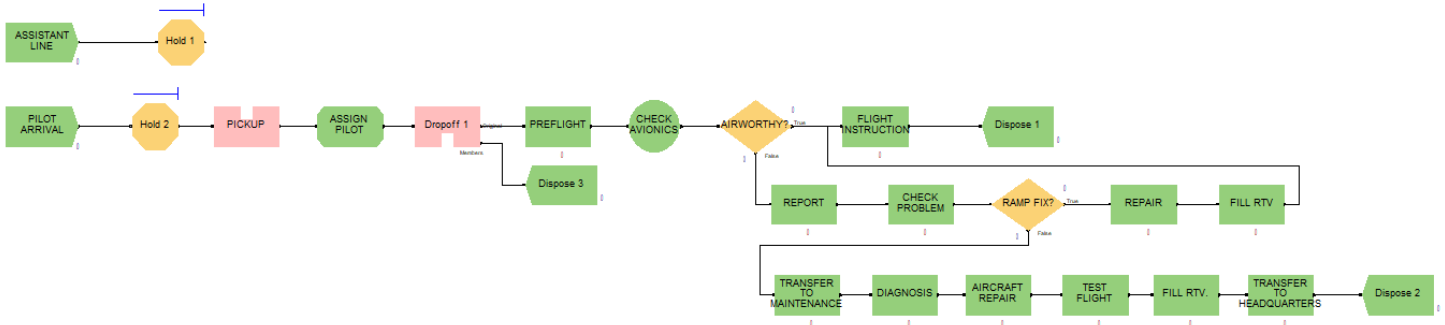 ASSISTANT
LINE
Hold 1
PILOT
ARRIVAL
Hold 2
PICKUP
ASSIGN
PILOT
Dropoff 1
Original
Members
PREFLIGHT
CHECK
AVIONICS
AIRWORTHY?
True
False
FLIGHT
INSTRUCTION
Dispose 1
Dispose 3
REPORT
CHECK
PROBLEM
RAMP FIX?
True
False
REPAIR
FILL RTV
TRANSFER
TO
MAINTENANCE
DIAGNOSIS
AIRCRAFT
REPAIR
TEST
FLIGHT
FILL RTV.
TRANSFER
TO
HEADQUARTERS
Dispose 2